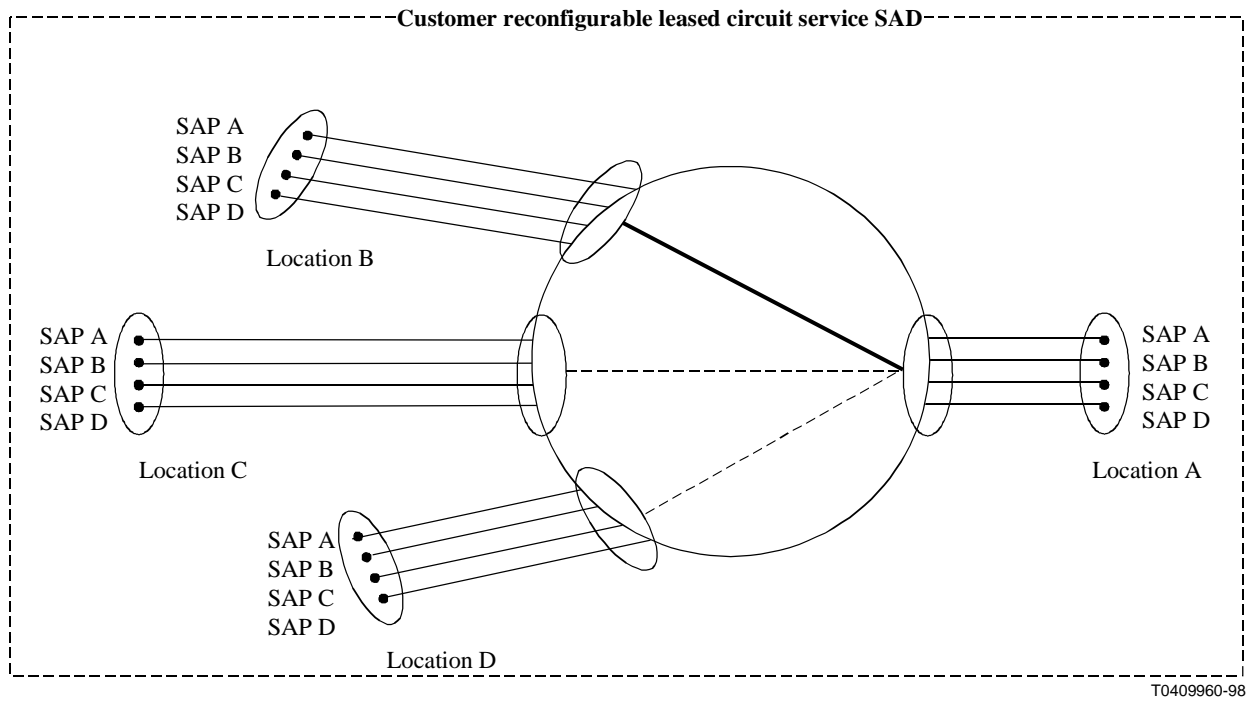 Customer reconfigurable leased circuit service SAD
SAP A
SAP B
SAP C
SAP D
Location B
SAP A
SAP B
SAP C
SAP D
Location C
SAP A
SAP B
SAP C
SAP D
Location A
SAP A
SAP B
SAP C
SAP D
Location D
T0409960-98